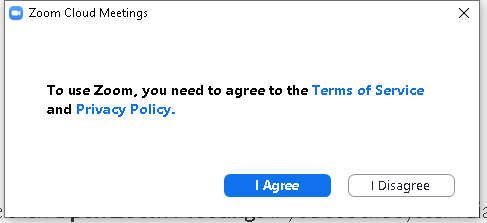 Zoom Cloud Meetings
To use Zoom, you need to agree to the Terms of Service
and Privacy Policy.
I Agree
I Disagree